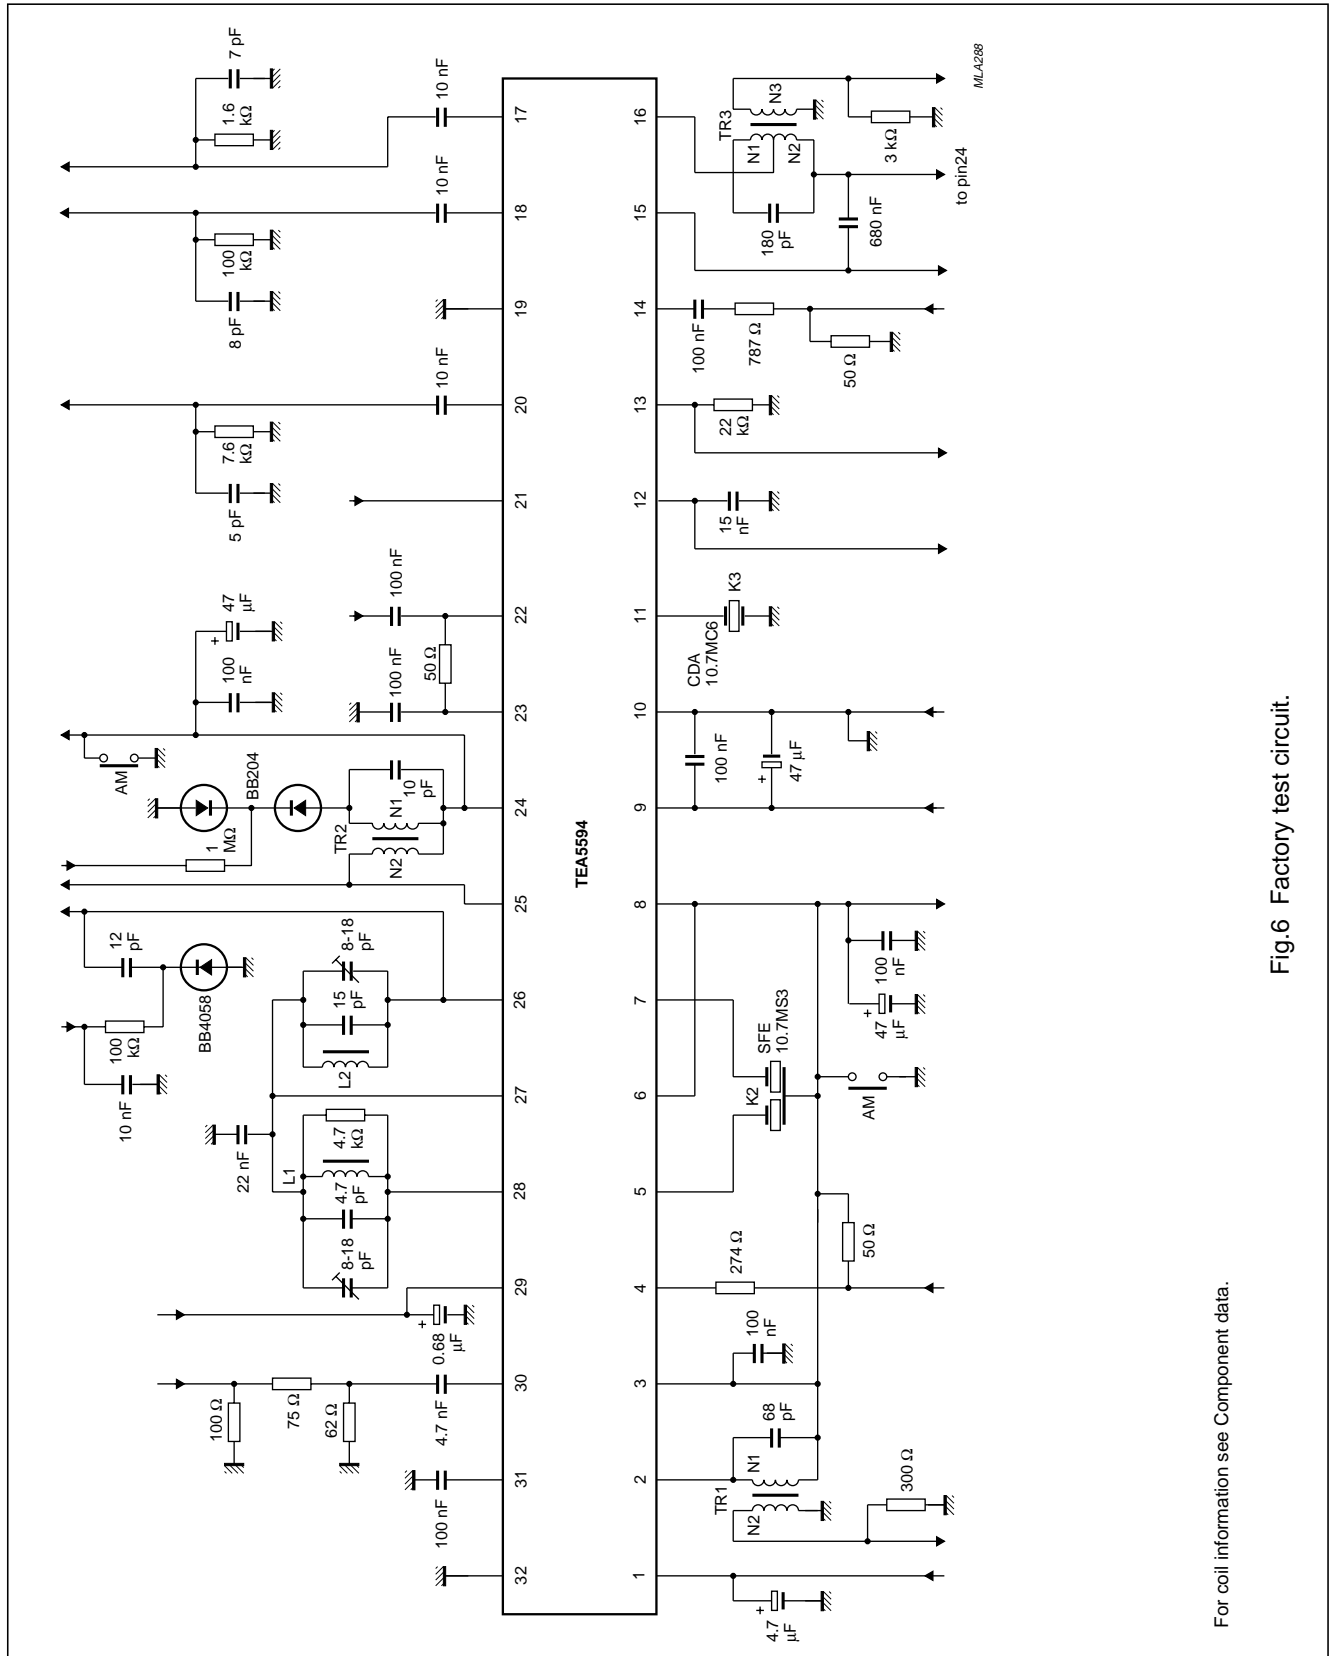 7 pF
1.6
kΩ
10 nF
17
10 nF
18
100
kΩ
8 pF
19
10 nF
20
7.6
kΩ
5 pF
21
100 nF
22
50 Ω
100 nF
23
+
47
µF
100
nF
AM
BB204
1
MΩ
TR2
N1
N2
10
pF
24
25
12
pF
BB4058
100
kΩ
10 nF
8-18
pF
15
pF
L2
26
27
22 nF
L1
4.7
kΩ
4.7
pF
8-18
pF
28
29
+
0.68
µF
30
100 Ω
75 Ω
62 Ω
4.7 nF
31
100 nF
32
TEA5594
16
TR3
N1
N2
N3
3 kΩ
MLA288
15
180
pF
680 nF
to pin24
14
100 nF
787 Ω
50 Ω
13
22
kΩ
12
15
nF
11
CDA
10.7MC6
K3
10
100 nF
+
47 µF
9
8
100
nF
+
47
µF
7
SFE
10.7MS3
K2
6
AM
5
4
274 Ω
50 Ω
3
100
nF
2
68
pF
TR1
N1
N2
300 Ω
1
+
4.7
µF
For coil information see Component data.
Fig.6 Factory test circuit.